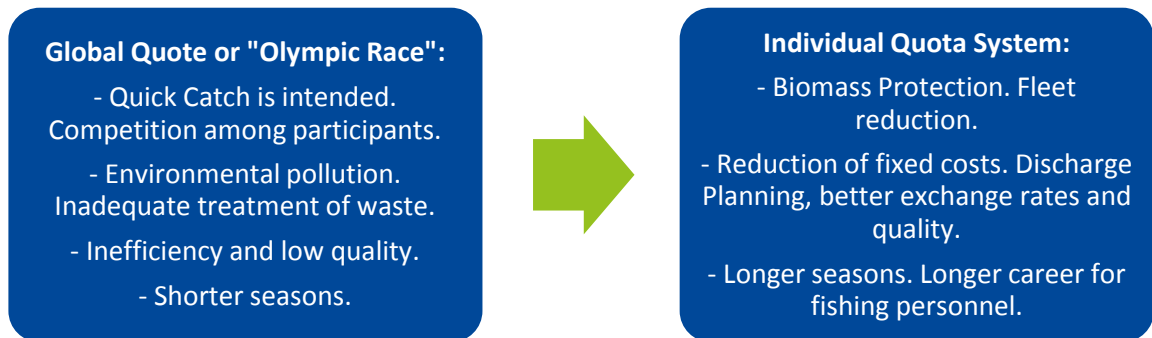 Global Quote or "Olympic Race":
- Quick Catch is intended.
Competition among participants.
- Environmental pollution.
Inadequate treatment of waste.
- Inefficiency and low quality.
- Shorter seasons.
Individual Quota System:
- Biomass Protection. Fleet
reduction.
- Reduction of fixed costs. Discharge
Planning, better exchange rates and
quality.
- Longer seasons. Longer career for
fishing personnel.